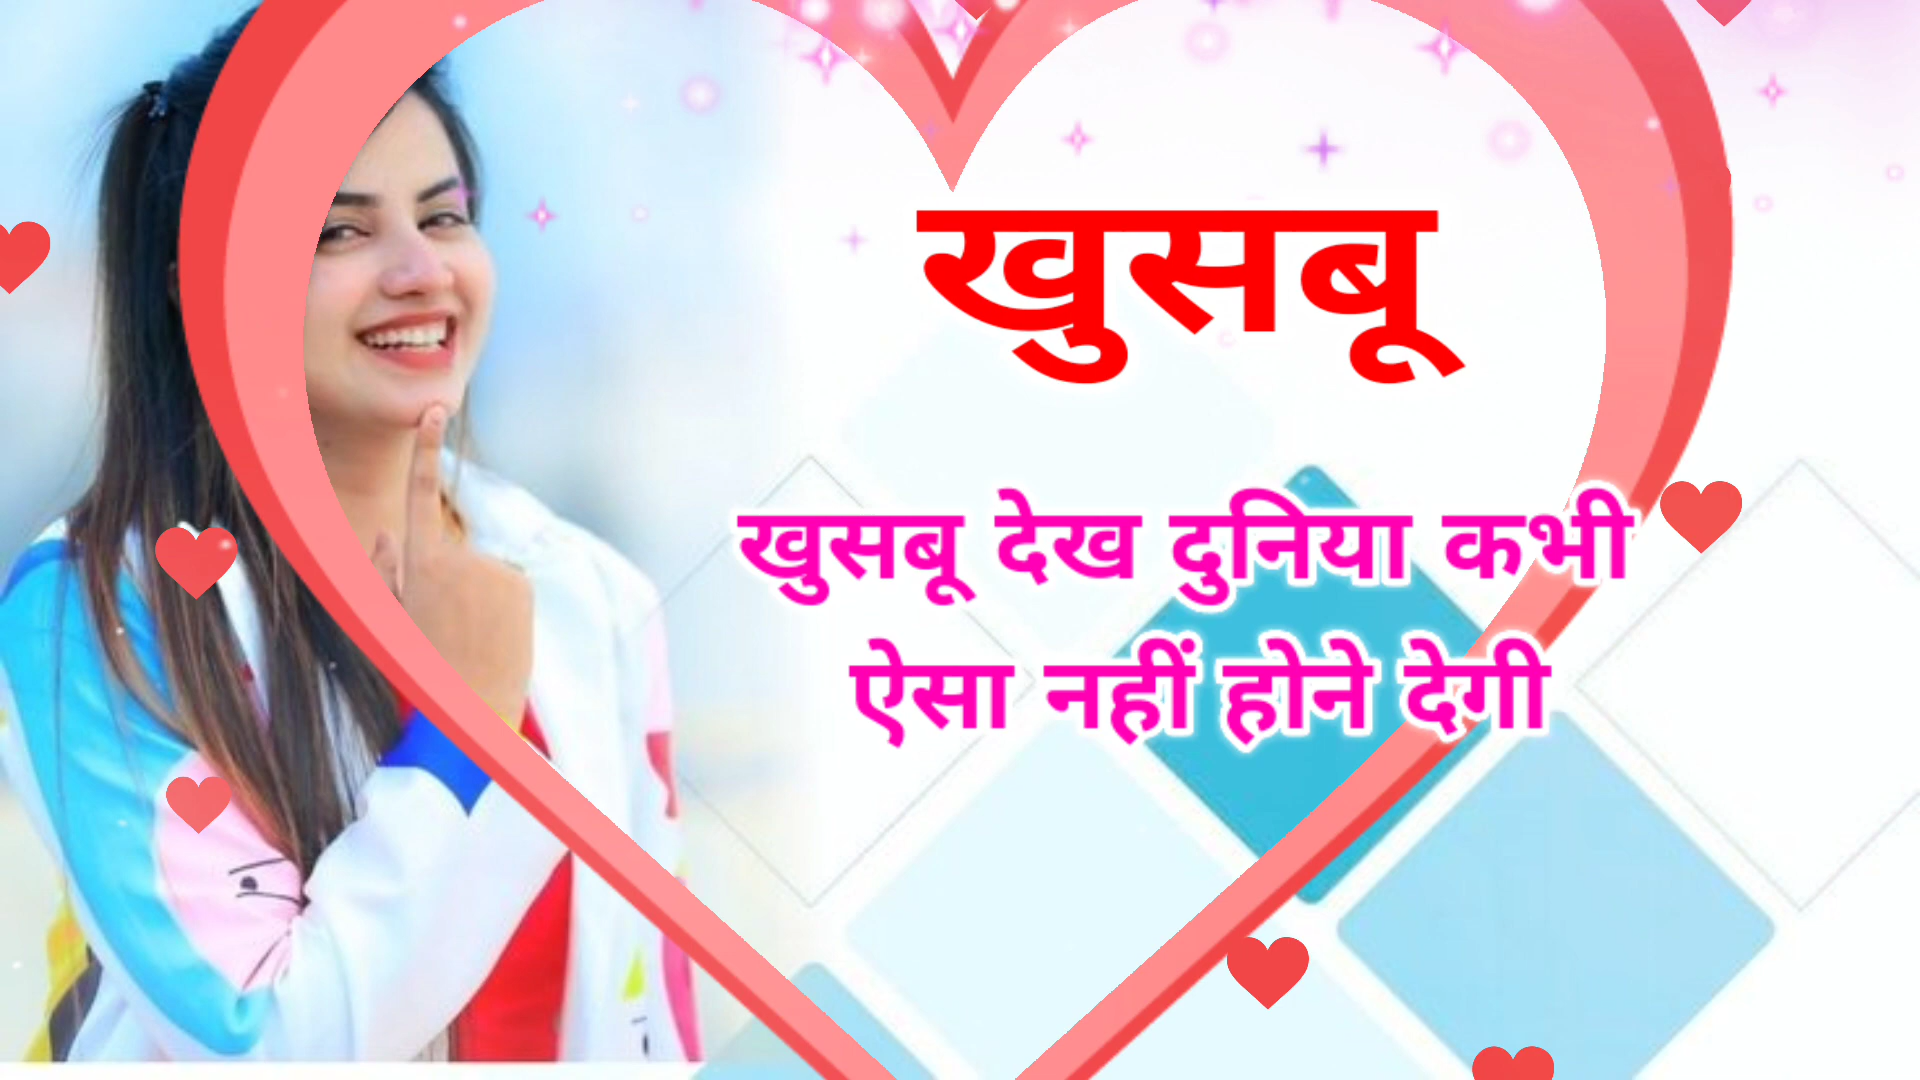 खुसबू
खुसबू देख दुनिया कभी
ऐसा नहीं होने देगी